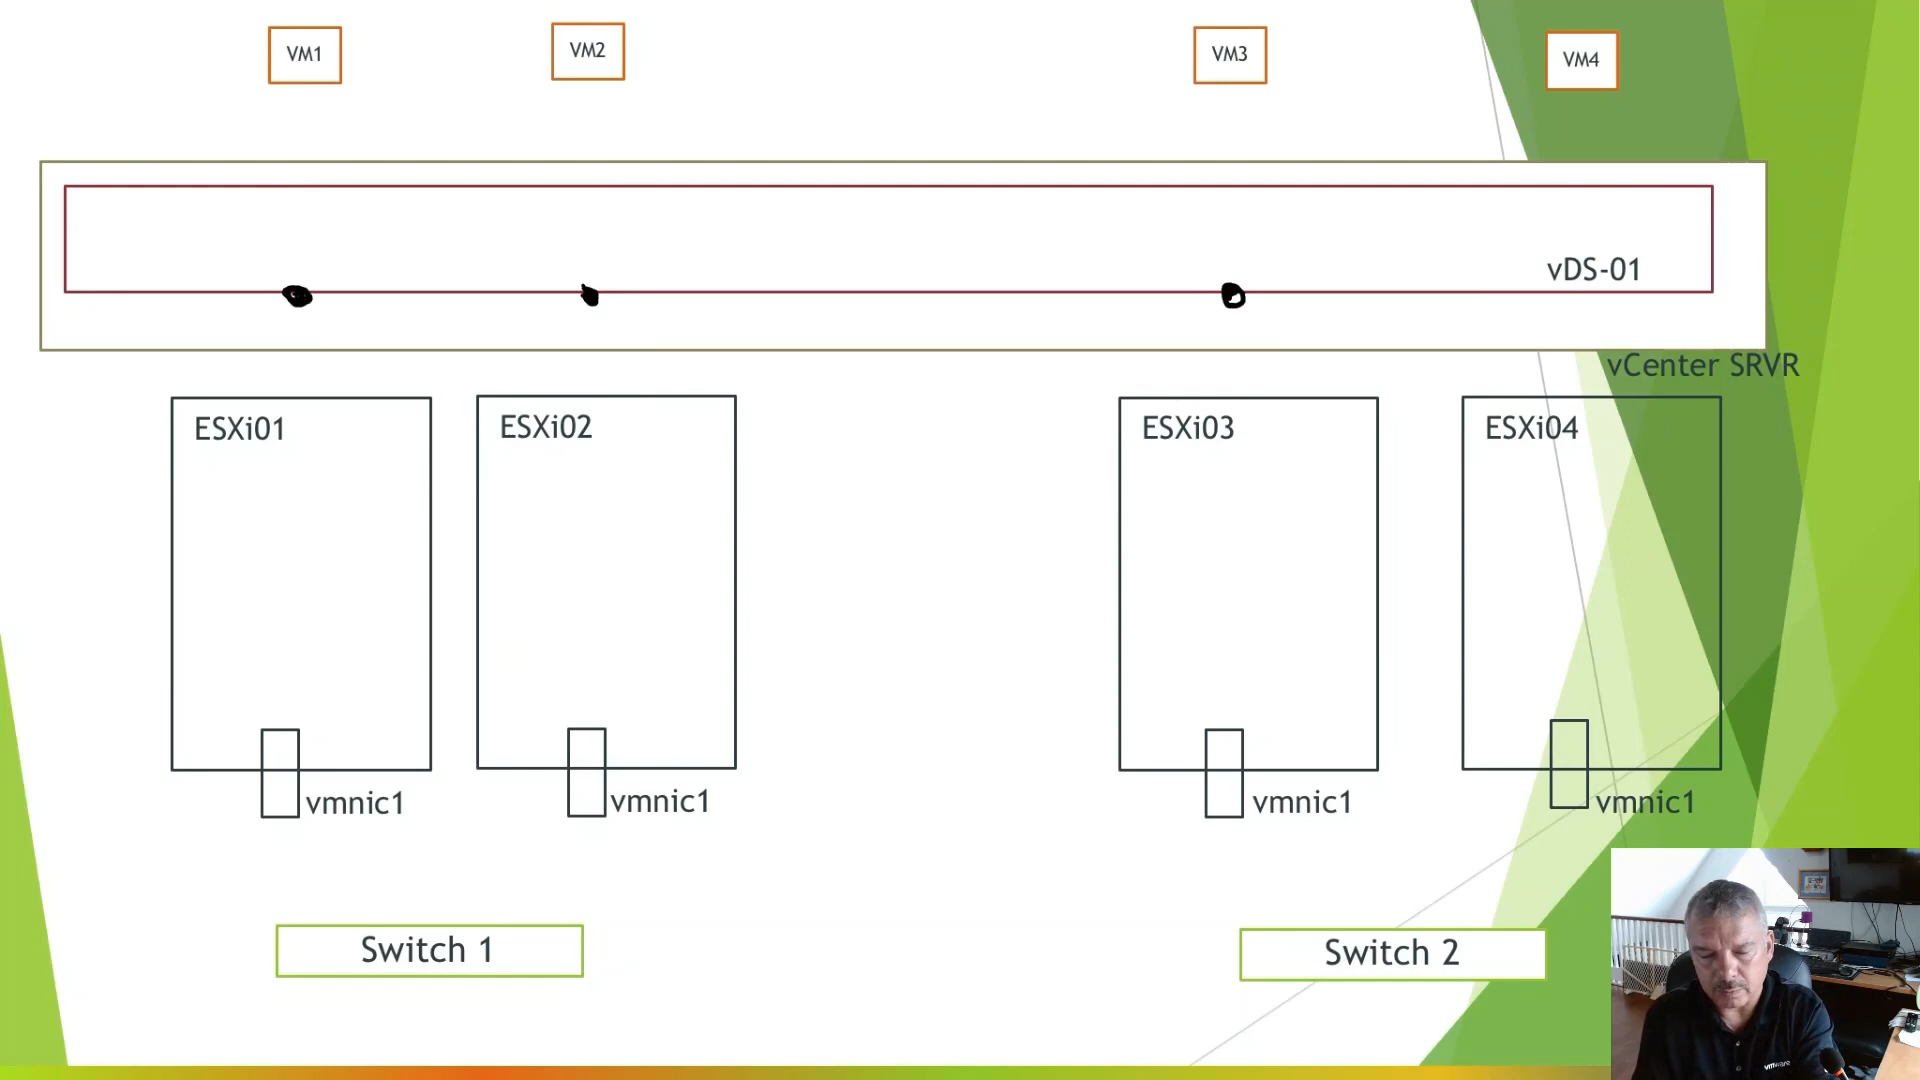 VM1
VM2
VM3
VM4
vDS-01
vCenter SRVR
ESXi01
ESXi02
ESXi03
ESXi04
vmnic1
vmnic1
vmnic1
vmnic1
Switch 1
Switch 2
vmware